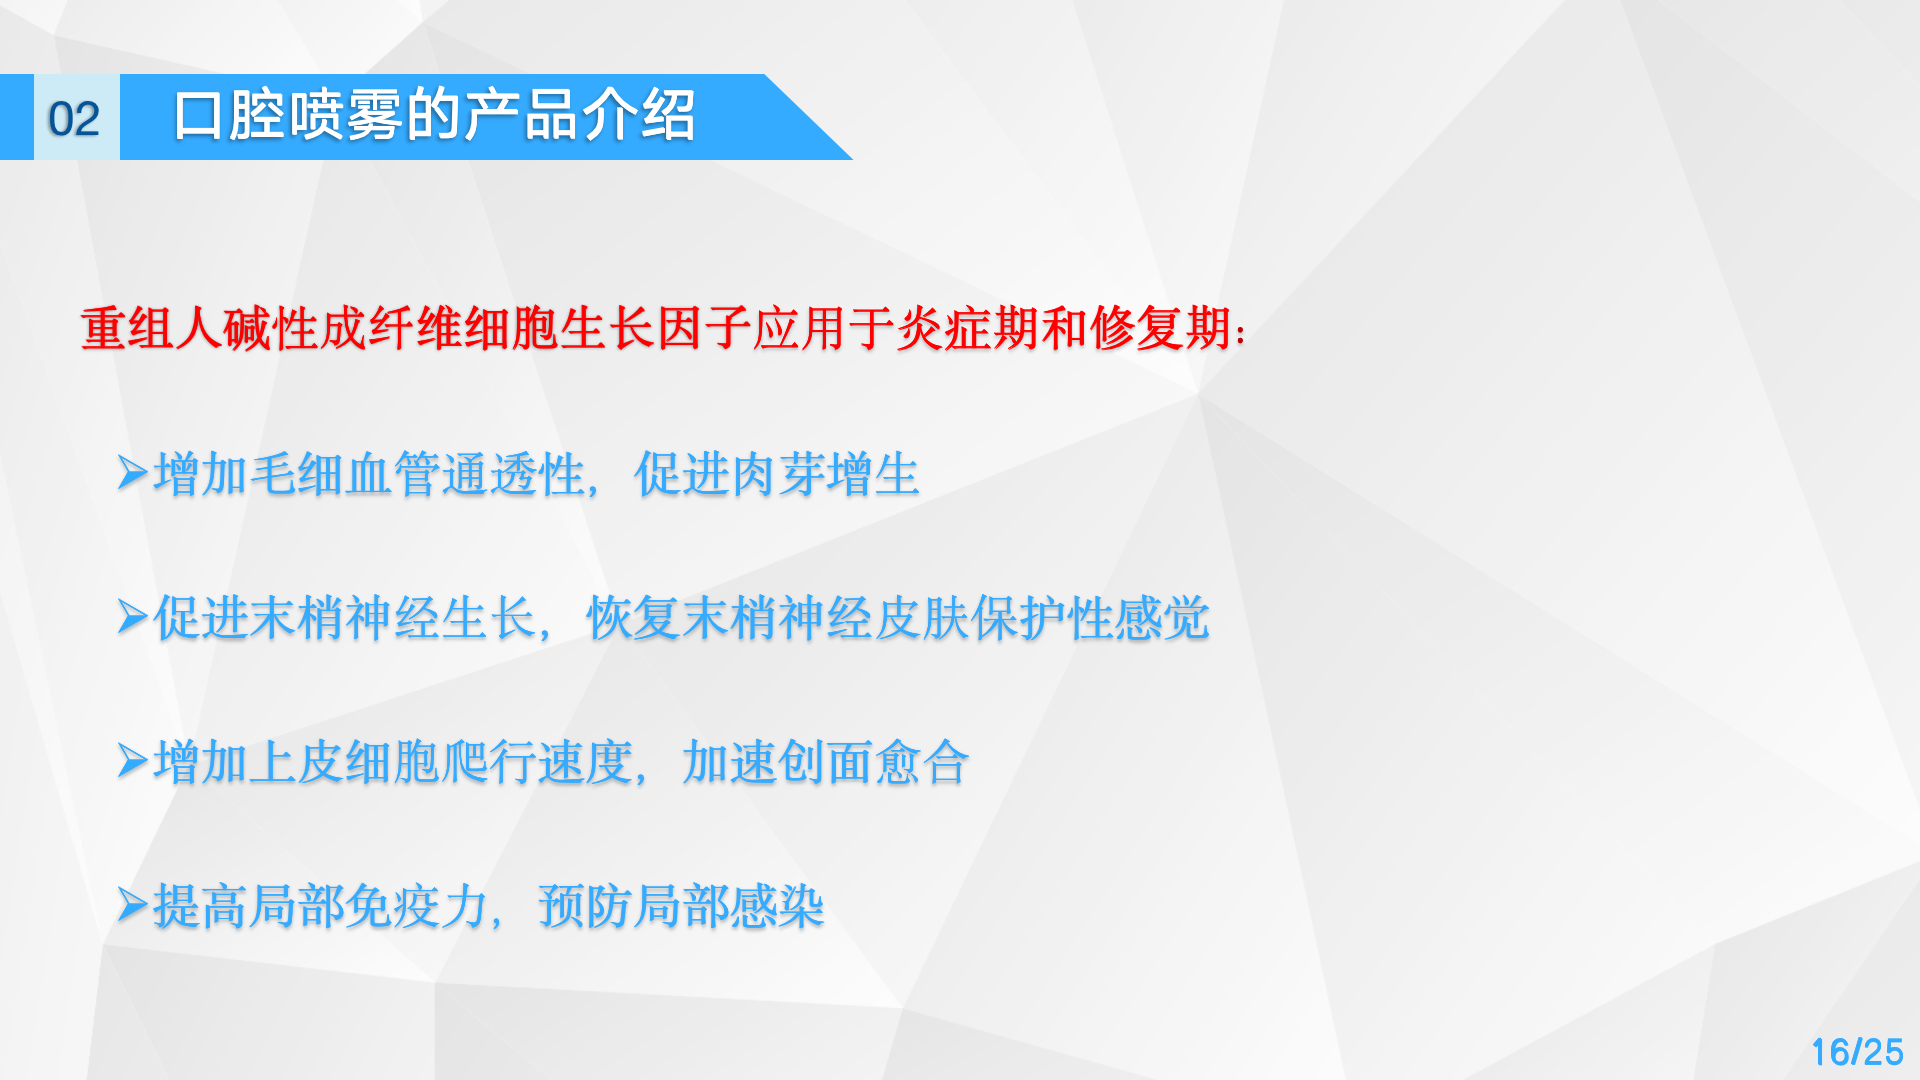 02
口腔喷雾的产品介绍
重组人碱性成纤维细胞生长因子应用于炎症期和修复期：
➢增加毛细血管通透性，促进肉芽增生
➢促进末梢神经生长，恢复末梢神经皮肤保护性感觉
➢增加上皮细胞爬行速度，加速创面愈合
➢提高局部免疫力，预防局部感染
16/25